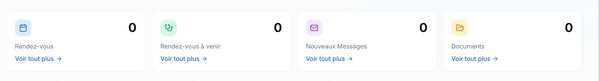 0
Rendez-vous
Voir tout plus →
0
Rendez-vous à venir
Voir tout plus →
0
Nouveaux Messages
Voir tout plus →
0
Documents
Voir tout plus →